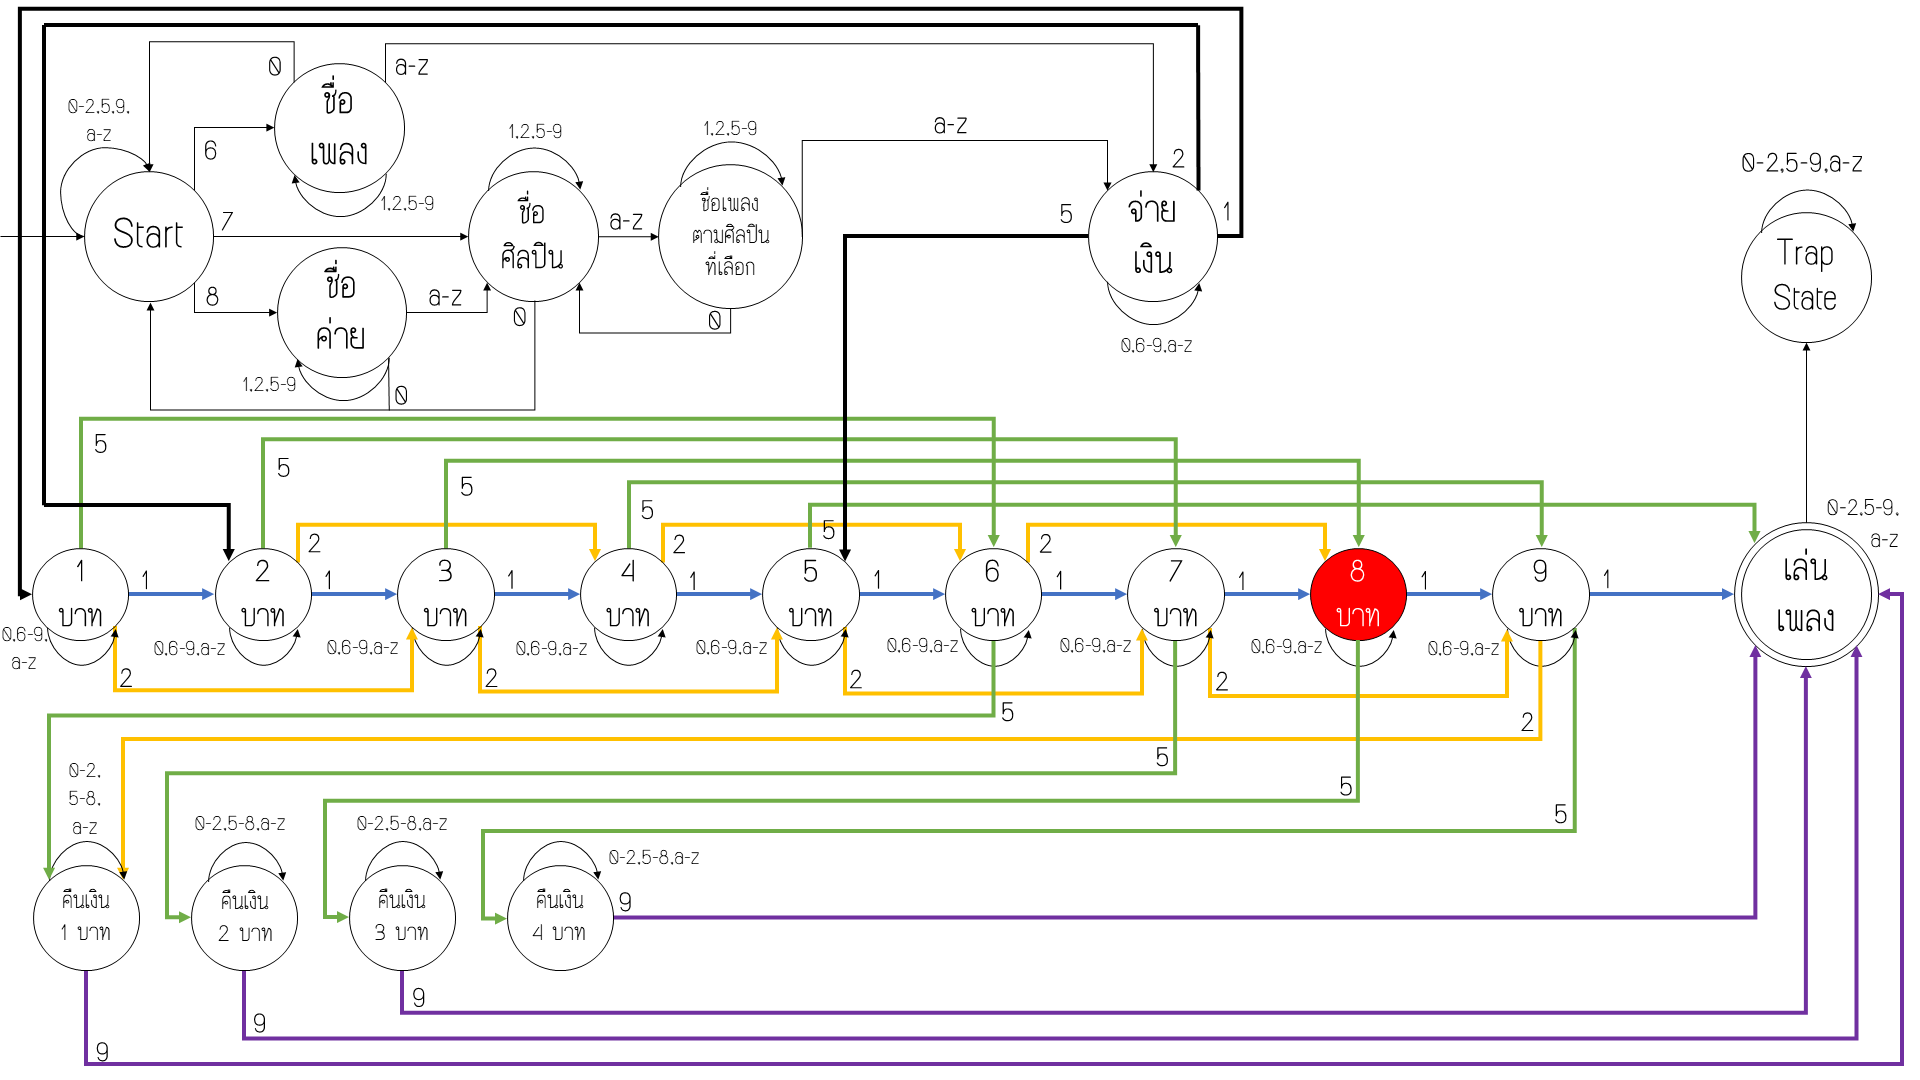 0
a-z
0-2,5,9,
a-z
ชื่อ
เพลง
6
1,2,5-9
1,2,5-9
1,2,5-9
a-z
2
0-2,5-9,a-z
Start
7
ชื่อ
ศิลปิน
a-z
ชื่อเพลง
ตามศิลปิน
ที่เลือก
5
จ่าย
เงิน
1
Trap
State
8
ชื่อ
ค่าย
a-z
0
0
0,6-9,a-z
1,2,5-9
0
5
5
5
5
5
0-2,5-9,
a-z
2
2
2
1
บาท
1
2
บาท
1
3
บาท
1
4
บาท
1
5
บาท
1
6
บาท
1
7
บาท
1
8
บาท
1
9
บาท
1
เล่น
เพลง
0,6-9,
a-z
0,6-9,a-z
0,6-9,a-z
0,6-9,a-z
0,6-9,a-z
0,6-9,a-z
0,6-9,a-z
0,6-9,a-z
0,6-9,a-z
2
2
2
2
5
2
5
5
5
0-2,
5-8,
a-z
0-2,5-8,a-z
0-2,5-8,a-z
0-2,5-8,a-z
คืนเงิน
1 บาท
คืนเงิน
2 บาท
คืนเงิน
3 บาท
คืนเงิน
4 บาท
9
9
9
9